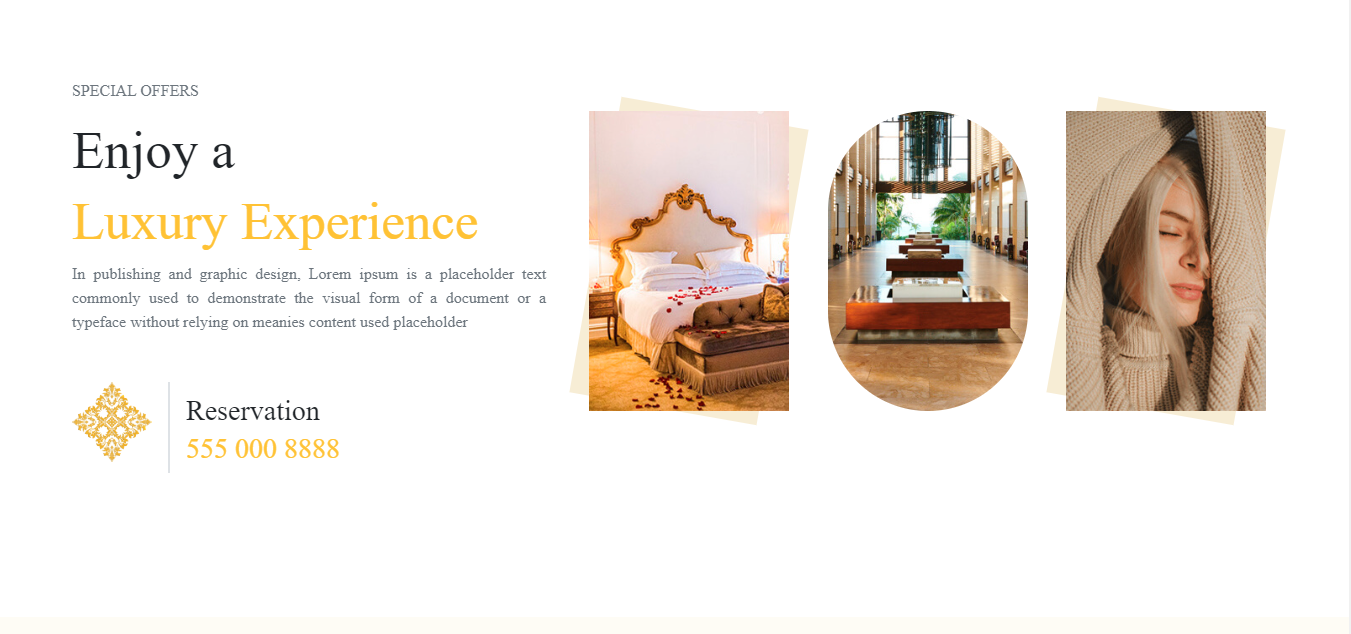 SPECIAL OFFERS
Enjoy a
Luxury Experience
In publishing and graphic design, Lorem ipsum is a placeholder text
commonly used to demonstrate the visual form of a document or a
typeface without relying on meanies content used placeholder
Reservation
555 000 8888